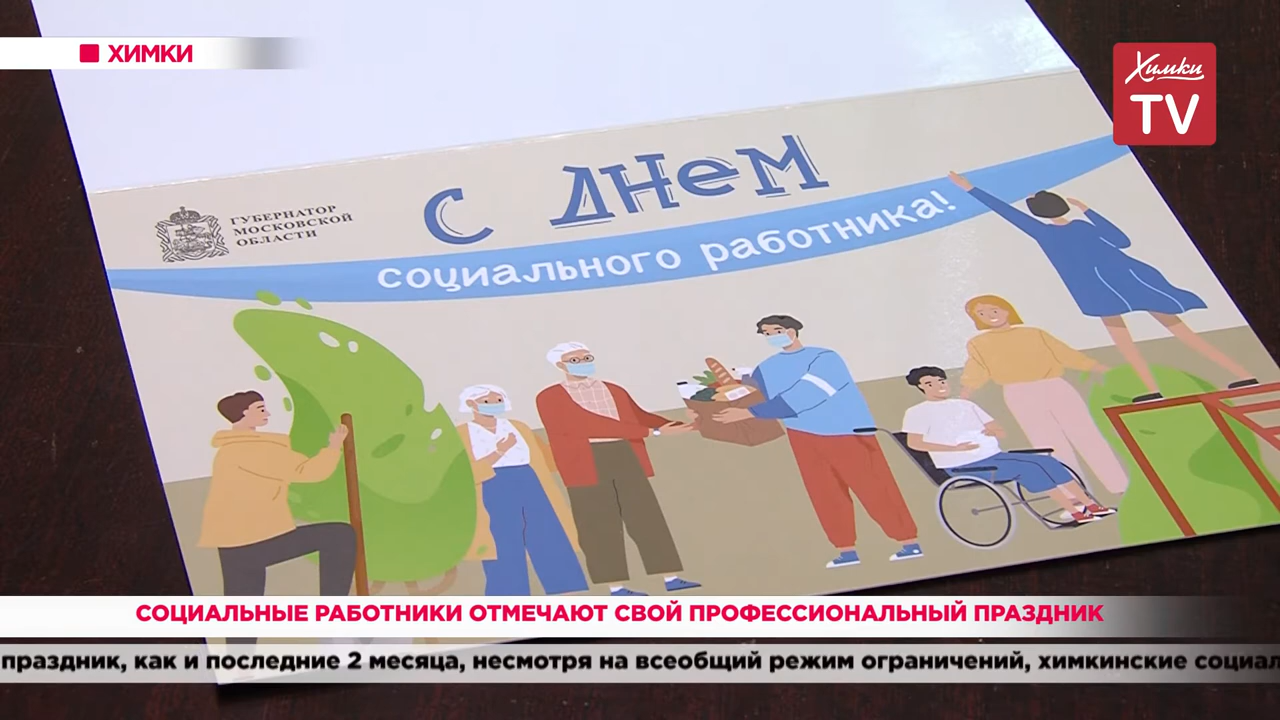 ХИМКИ
Химки
TV
ГУБЕРНАТОР
МОСКОВСКОЙ
ОБЛАСТИ
С ДНЕМ
социального работника!
СОЦИАЛЬНЫЕ РАБОТНИКИ ОТМЕЧАЮТ СВОЙ ПРОФЕССИОНАЛЬНЫЙ ПРАЗДНИК
праздник, как и последние 2 месяца, несмотря на всеобщий режим ограничений, химкинские социал